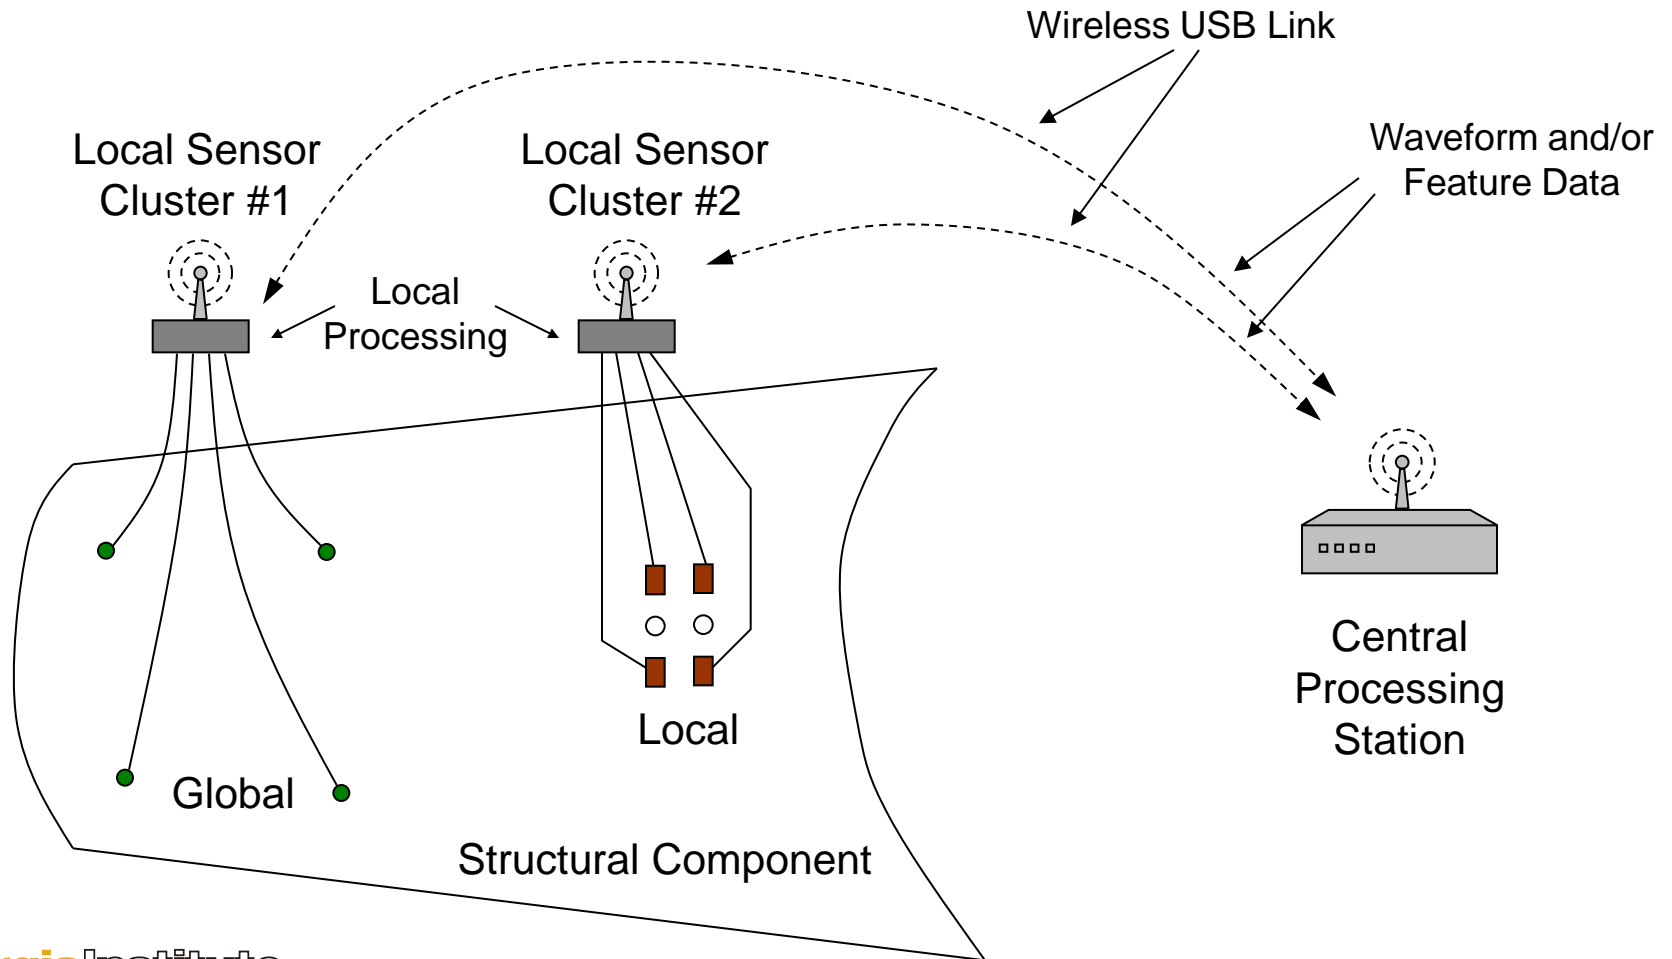 Wireless USB Link
Waveform and/or
Feature Data
Local Sensor
Cluster #1
Local Sensor
Cluster #2
Local
Processing
Central
Processing
Station
Local
Global
Structural Component